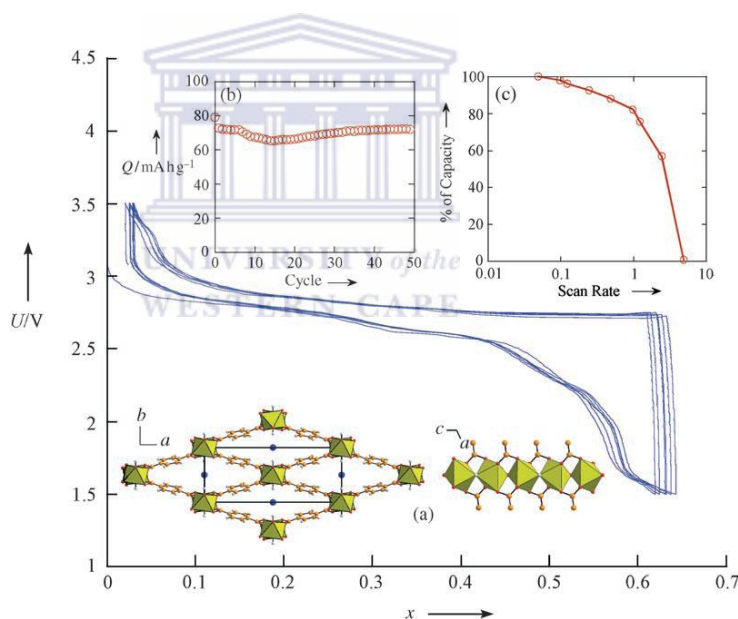 4.5
4
3.5
3
2.5
2
1.5
1
U/V
0
0.1
0.2
0.3
0.4
0.5
0.6
0.7
x
(b)
100
80
60
40
20
0
Q/mAhg⁻¹
0 10 20 30 40 50
Cycle
(c)
100
80
60
40
20
0
% of Capacity
0.01 0.1 1 10
Scan Rate
UNIVERSITY of the
WESTERN CAPE
b
a
c
a
(a)